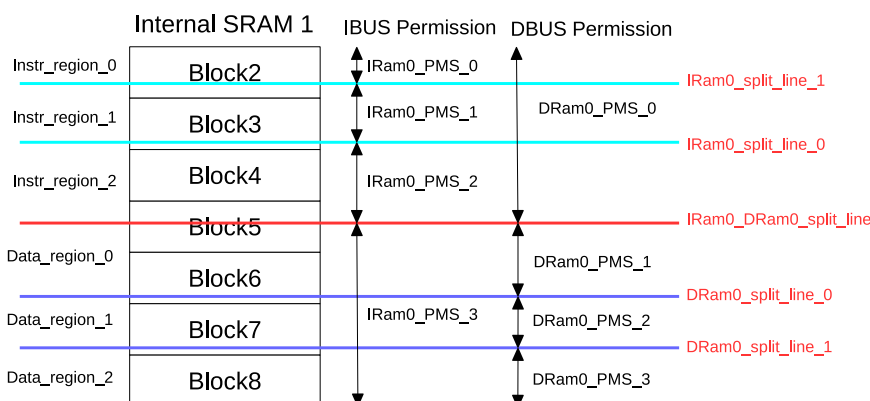 Internal SRAM 1
IBUS Permission
DBUS Permission
Instr_region_0
Block2
IRam0_PMS_0
IRam0_split_line_1
Instr_region_1
Block3
IRam0_PMS_1
DRam0_PMS_0
IRam0_split_line_0
Instr_region_2
Block4
IRam0_PMS_2
Block5
IRam0_DRam0_split_line
Data_region_0
Block6
DRam0_PMS_1
DRam0_split_line_0
Data_region_1
Block7
IRam0_PMS_3
DRam0_PMS_2
DRam0_split_line_1
Data_region_2
Block8
DRam0_PMS_3